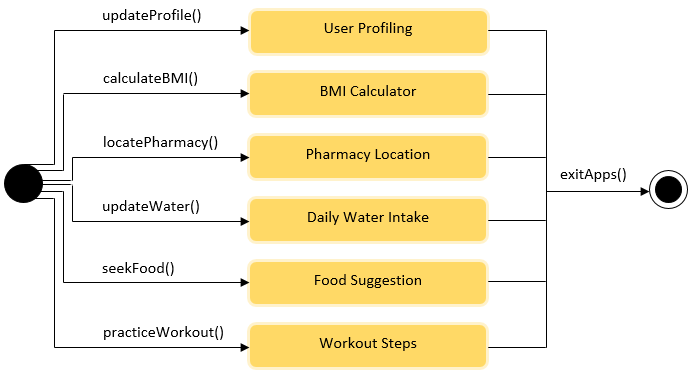 updateProfile()
User Profiling
calculateBMI()
BMI Calculator
locatePharmacy()
Pharmacy Location
exitApps()
updateWater()
Daily Water Intake
seekFood()
Food Suggestion
practiceWorkout()
Workout Steps